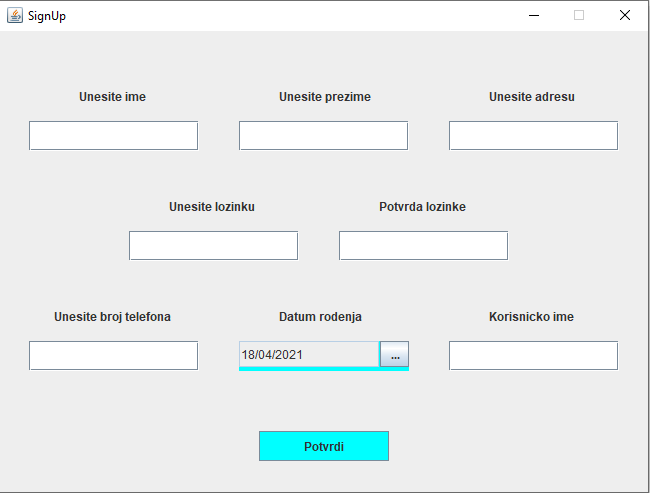 SignUp
Unesite ime Unesite prezime Unesite adresu
Unesite lozinku Potvrda lozinke
Unesite broj telefona Datum rodenja Korisnicko ime
18/04/2021 ...
Potvrdi